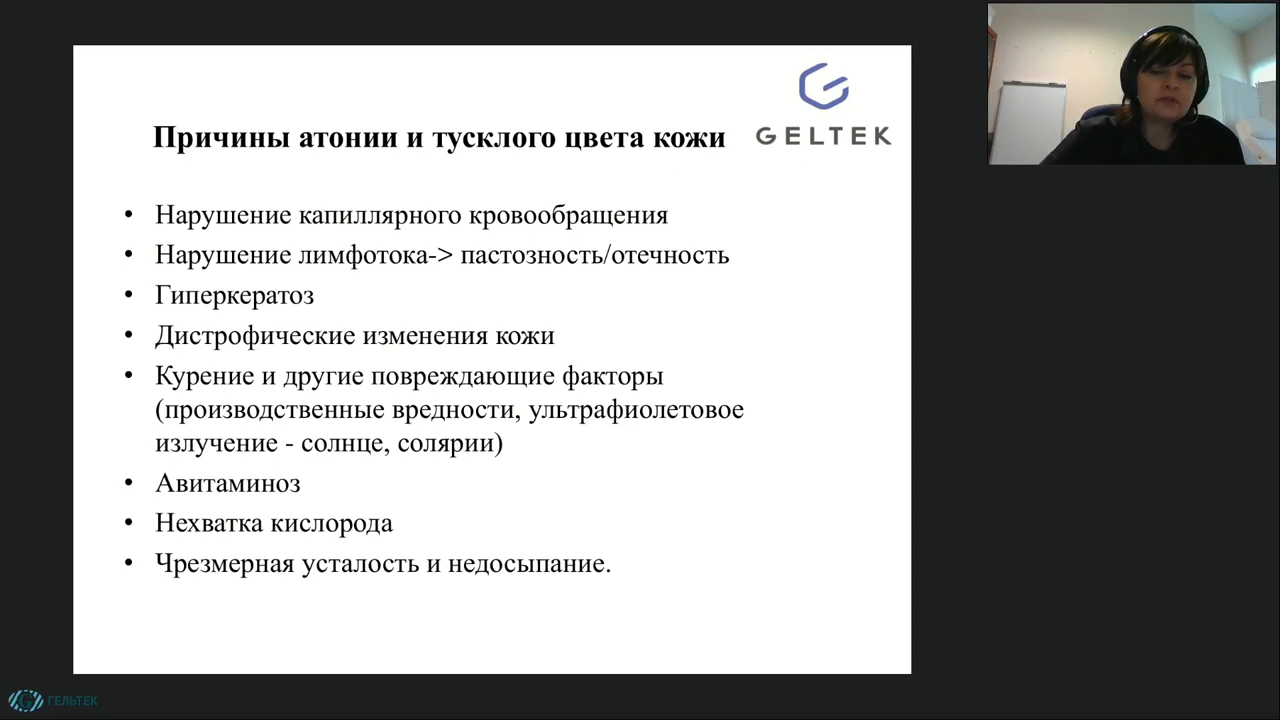 GELTEK
Причины атонии и тусклого цвета кожи
• Нарушение капиллярного кровообращения
• Нарушение лимфотока-> пастозность/отечность
• Гиперкератоз
• Дистрофические изменения кожи
• Курение и другие повреждающие факторы
(производственные вредности, ультрафиолетовое
излучение - солнце, солярии)
• Авитаминоз
• Нехватка кислорода
• Чрезмерная усталость и недосыпание.
ГЕЛЬТЕК